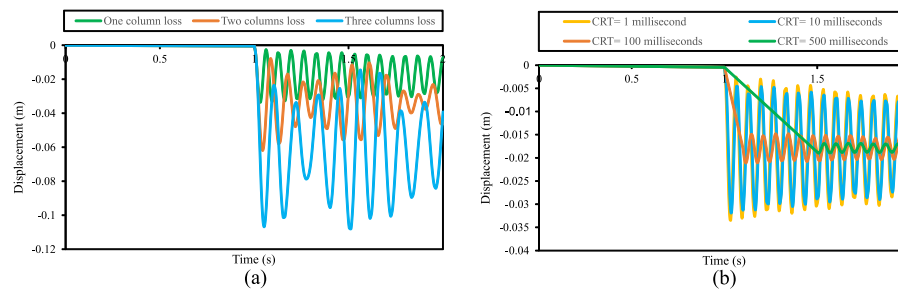 One column loss Two columns loss Three columns loss
0
-0.02
-0.04
-0.06
-0.08
-0.1
-0.12
0 0.5 1 1.5 2
Displacement (m)
Time (s)
(a)
CRT= 1 millisecond CRT= 10 milliseconds
CRT= 100 milliseconds CRT= 500 milliseconds
0
-0.005
-0.01
-0.015
-0.02
-0.025
-0.03
-0.035
-0.04
0 0.5 1 1.5
Displacement (m)
Time (s)
(b)